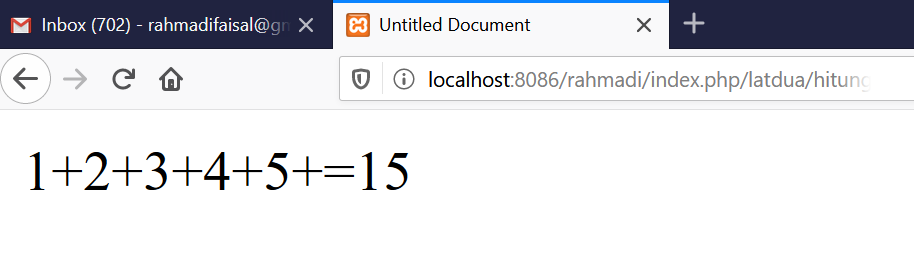 Inbox (702) - rahmadifaisal@gm
Untitled Document
localhost:8086/rahmadi/index.php/latdua/hitung
1+2+3+4+5+=15